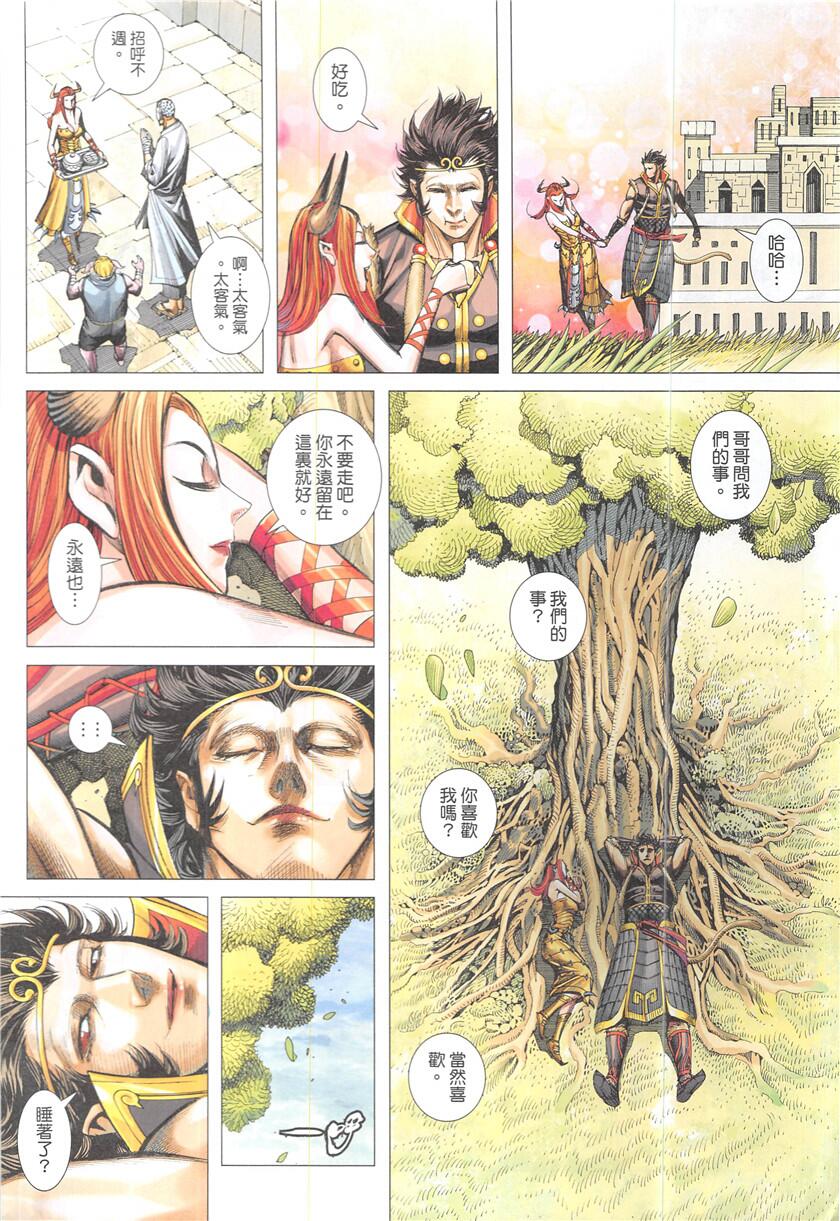 哈哈…
好吃。
招呼不
週。
啊…太客氣
。太客氣。
哥哥問我
們的事。
我們的
事？
你喜歡
我嗎？
當然喜
歡。
不要走吧。
你永遠留在
這裏就好。
永遠也…
……
睡著了？